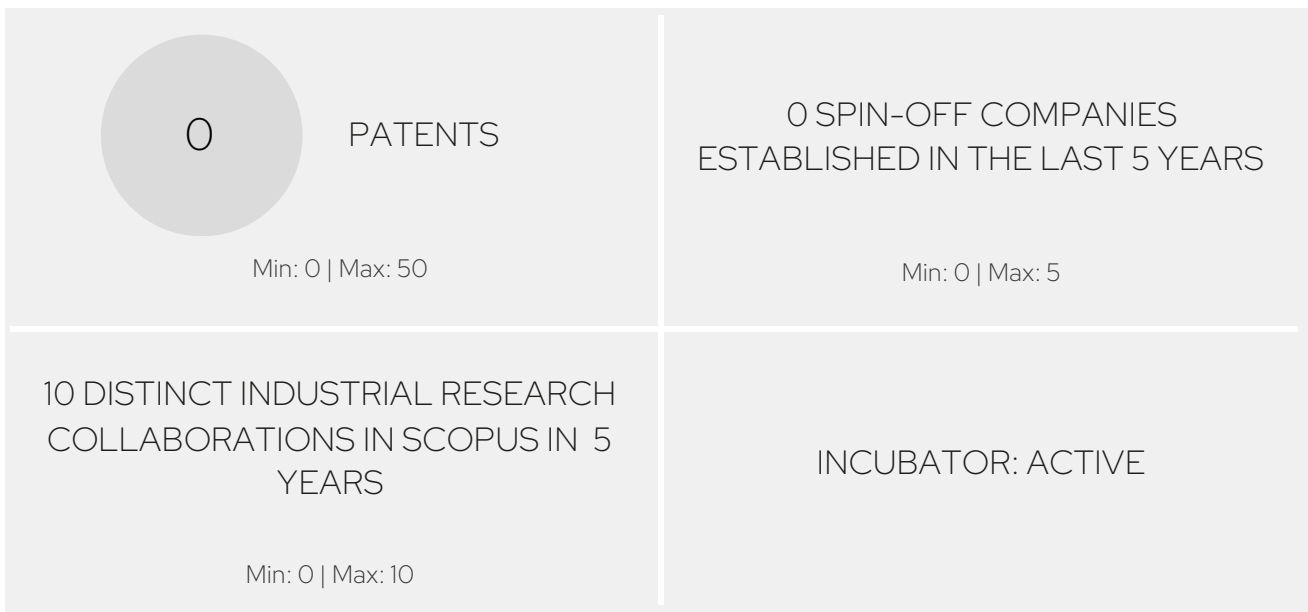 0
PATENTS
Min: 0 | Max: 50
0 SPIN-OFF COMPANIES
ESTABLISHED IN THE LAST 5 YEARS
Min: 0 | Max: 5
10 DISTINCT INDUSTRIAL RESEARCH
COLLABORATIONS IN SCOPUS IN  5
YEARS
Min: 0 | Max: 10
INCUBATOR: ACTIVE